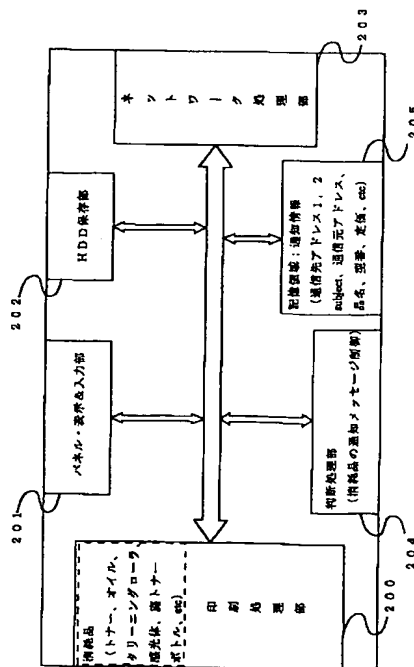 201
パネル・表示&入力部
202
HDD保存部
203
ネットワーク処理部
消耗品
(トナー、オイル、
クリーニングローラ、
感光体、廃トナー
ボトル、etc)
印刷処理部
200
判断処理部
(消耗品の通知メッセージ制御)
204
記憶領域：通知情報
(通信先アドレス1,2
subject、通信元アドレス、
品名、型番、定価、etc)
205